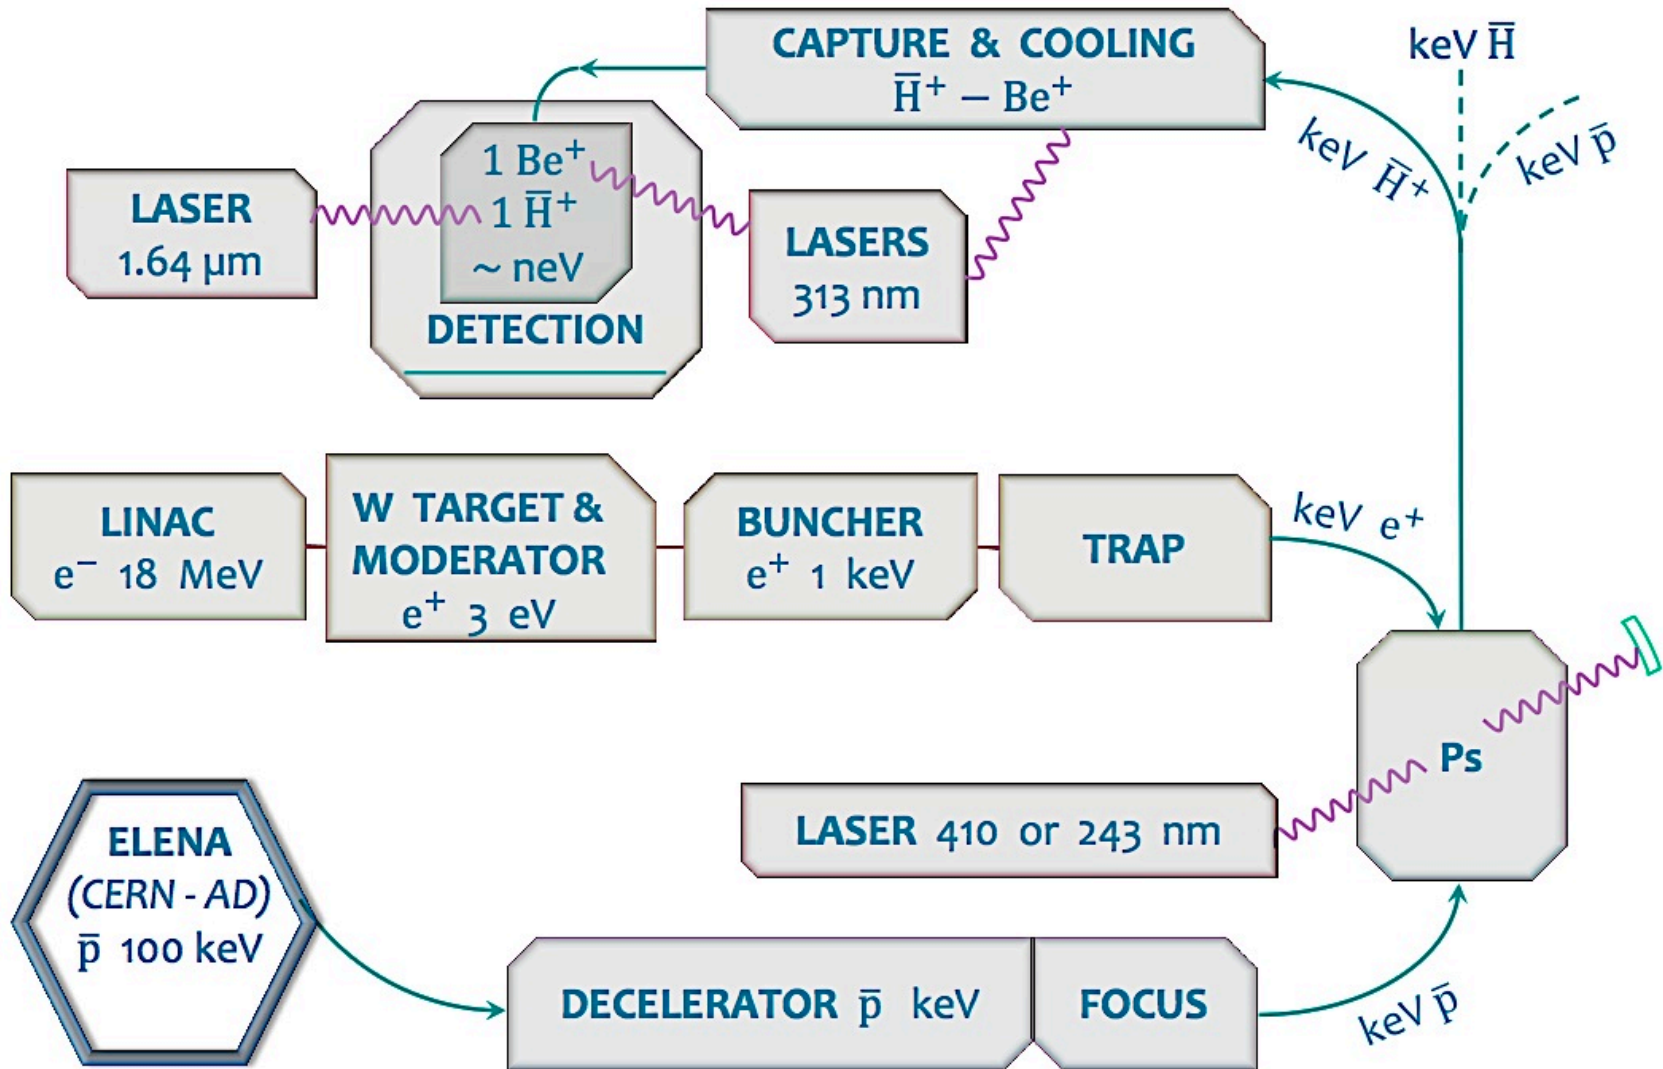 CAPTURE & COOLING
H̅⁺ – Be⁺
keV H̅
keV H̅⁺
keV p̅
1 Be⁺
1 H̅⁺
~ neV
DETECTION
LASER
1.64 µm
LASERS
313 nm
LINAC
e⁻ 18 MeV
W TARGET &
MODERATOR
e⁺ 3 eV
BUNCHER
e⁺ 1 keV
TRAP
keV e⁺
Ps
LASER 410 or 243 nm
ELENA
(CERN - AD)
p̅ 100 keV
DECELERATOR p̅ keV
FOCUS
keV p̅